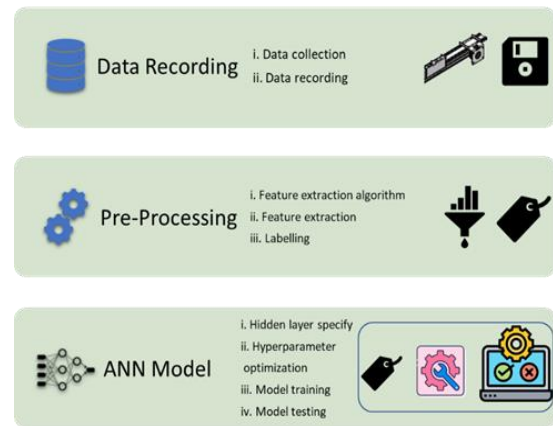 Data Recording
i. Data collection
ii. Data recording
Pre-Processing
i. Feature extraction algorithm
ii. Feature extraction
iii. Labelling
ANN Model
i. Hidden layer specify
ii. Hyperparameter
optimization
iii. Model training
iv. Model testing